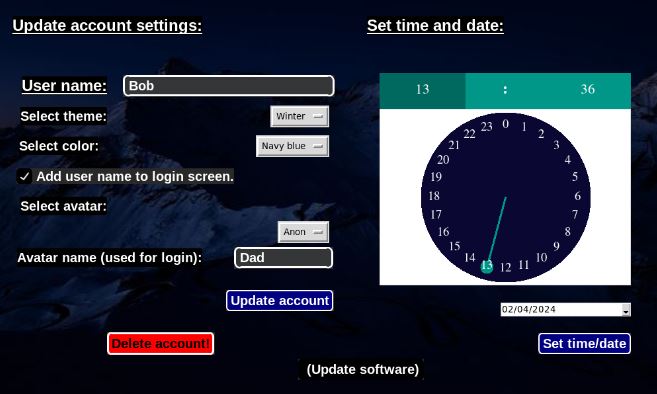 Update account settings:
User name: Bob
Select theme: Winter
Select color: Navy blue
Add user name to login screen.
Select avatar:
Anon
Avatar name (used for login): Dad
Update account
Delete account!
Set time and date:
13 : 36
0
1
2
3
4
5
6
7
8
9
10
11
12
13
14
15
16
17
18
19
20
21
22
23
02/04/2024
Set time/date
(Update software)